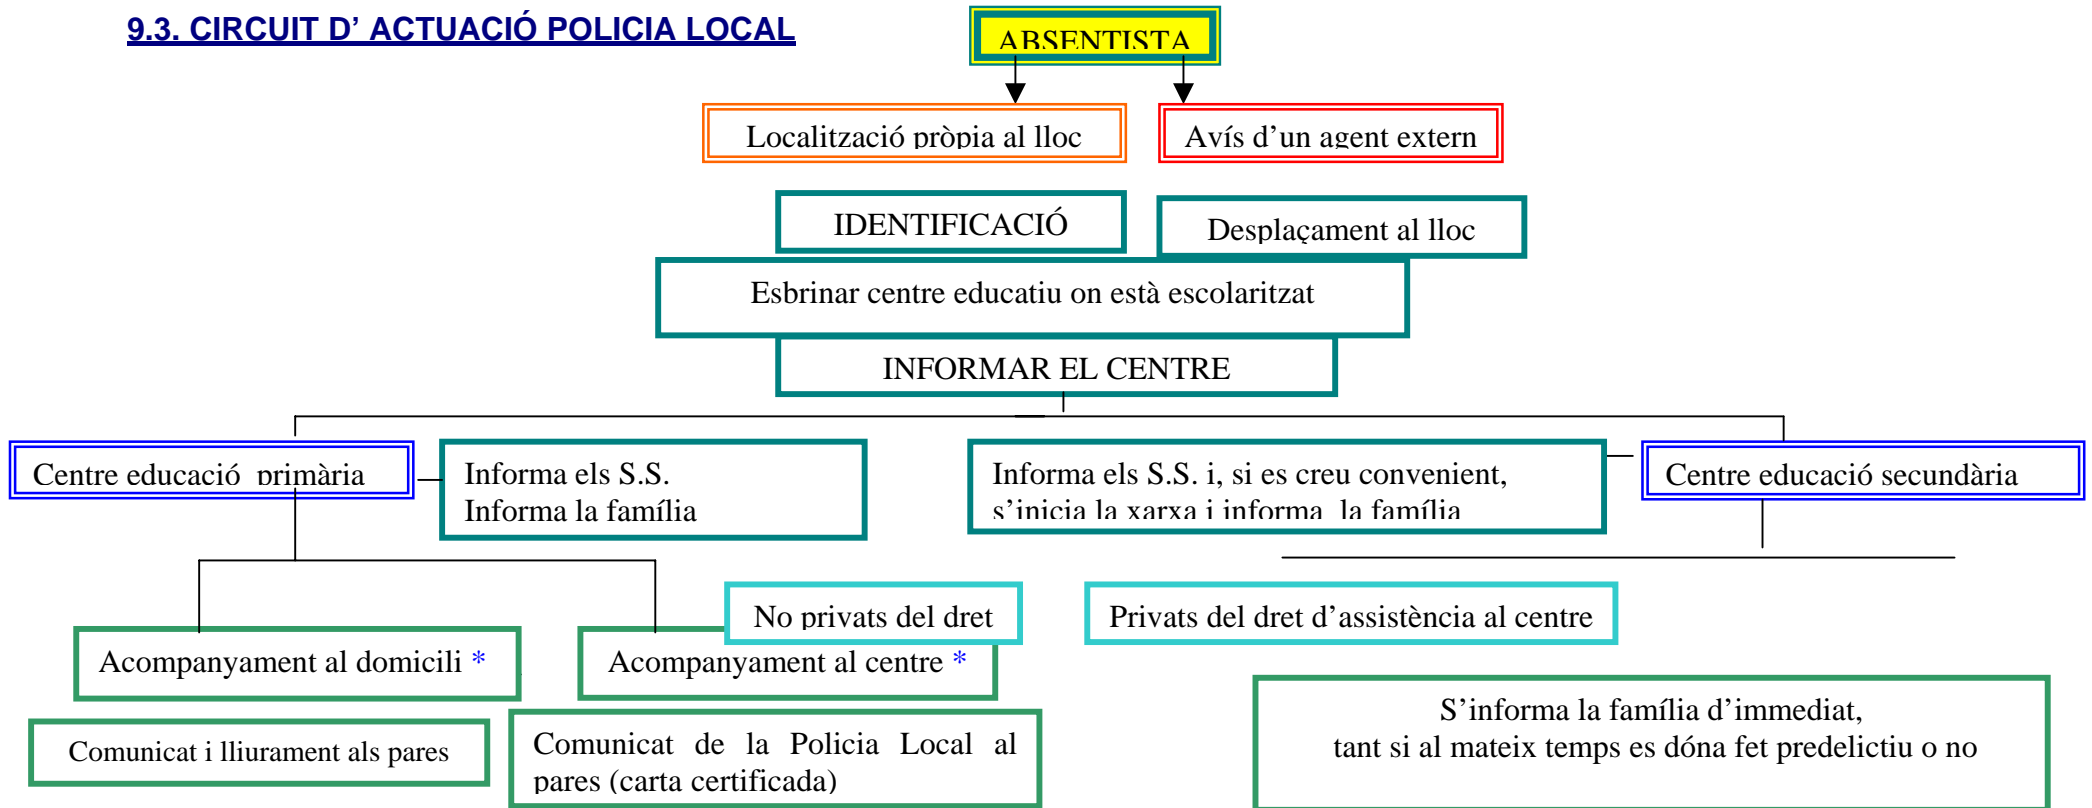 9.3. CIRCUIT D’ ACTUACIÓ POLICIA LOCAL
ABSENTISTA
Localització pròpia al lloc
Avís d’un agent extern
IDENTIFICACIÓ
Desplaçament al lloc
Esbrinar centre educatiu on està escolaritzat
INFORMAR EL CENTRE
Centre educació primària
Informa els S.S.
Informa la família
Informa els S.S. i, si es creu convenient,
s’inicia la xarxa i informa la família
Centre educació secundària
No privats del dret
Privats del dret d’assistència al centre
Acompanyament al domicili *
Acompanyament al centre *
Comunicat i lliurament als pares
Comunicat de la Policia Local al
pares (carta certificada)
S’informa la família d’immediat,
tant si al mateix temps es dóna fet predelictiu o no